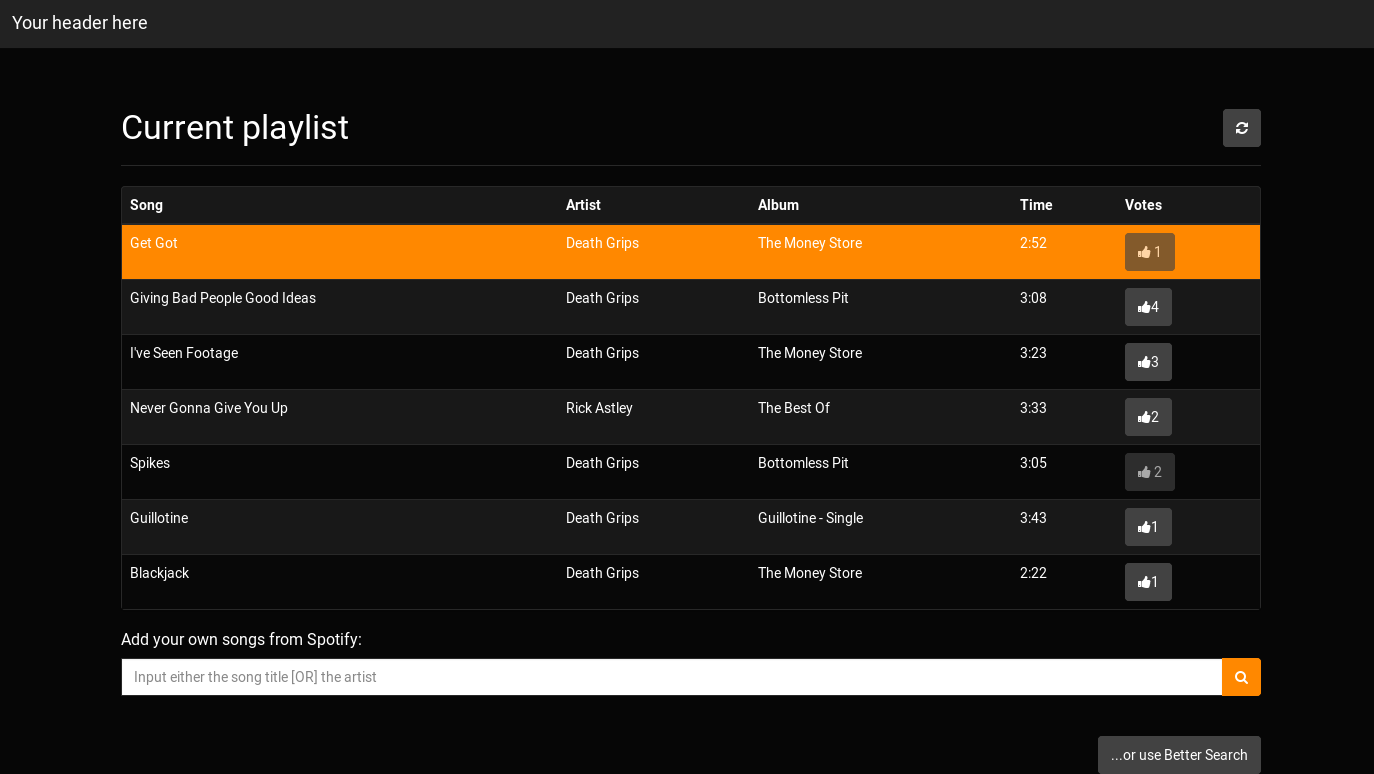 Your header here
Current playlist
Song Artist Album Time Votes
Get Got Death Grips The Money Store 2:52 1
Giving Bad People Good Ideas Death Grips Bottomless Pit 3:08 4
I've Seen Footage Death Grips The Money Store 3:23 3
Never Gonna Give You Up Rick Astley The Best Of 3:33 2
Spikes Death Grips Bottomless Pit 3:05 2
Guillotine Death Grips Guillotine - Single 3:43 1
Blackjack Death Grips The Money Store 2:22 1
Add your own songs from Spotify:
Input either the song title [OR] the artist
...or use Better Search